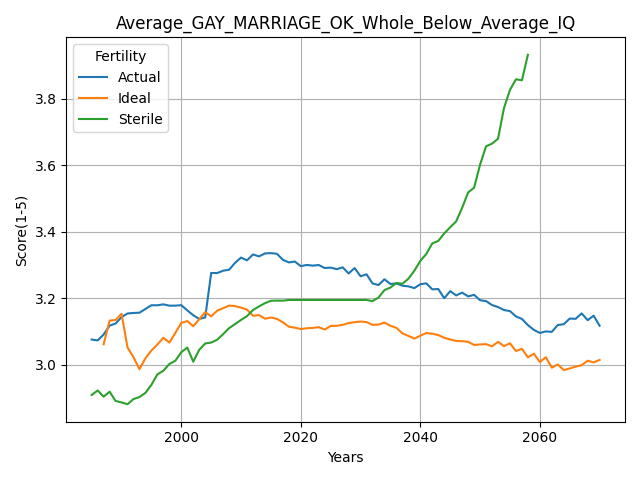 Average_GAY_MARRIAGE_OK_Whole_Below_Average_IQ
Fertility
Actual
Ideal
Sterile
Score(1-5)
3.8
3.6
3.4
3.2
3.0
2000
2020
2040
2060
Years